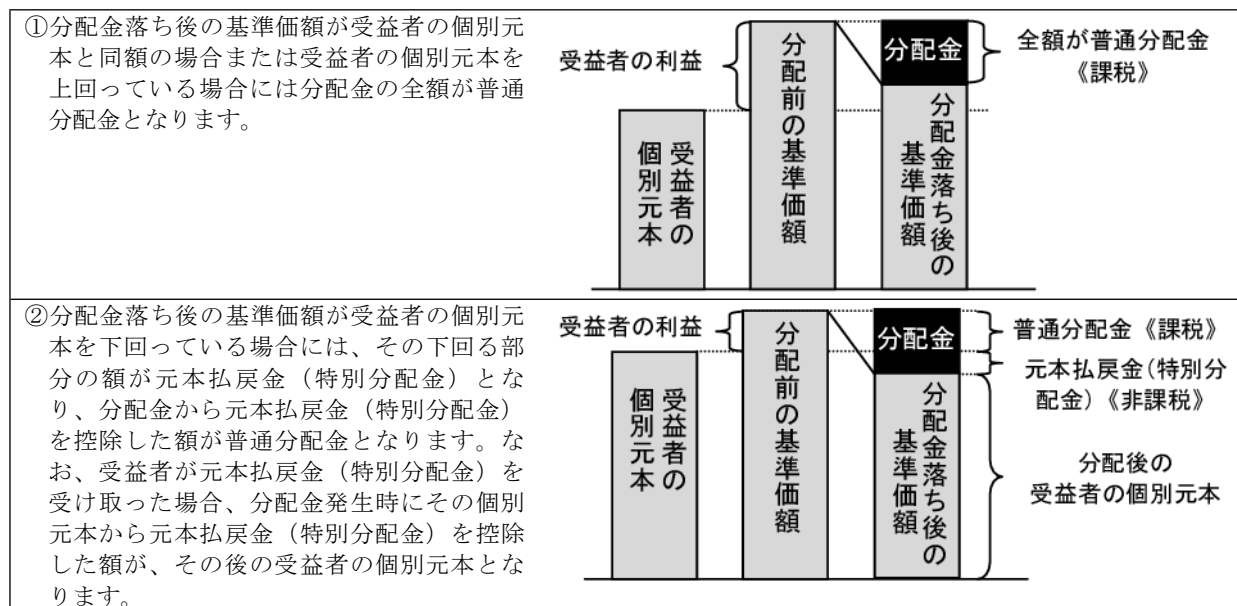 ①分配金落ち後の基準価額が受益者の個別元
本と同額の場合または受益者の個別元本を
上回っている場合には分配金の全額が普通
分配金となります。
受益者の利益
受益者の
個別元本
分配前の基準価額
分配金
分配金落ち後の
基準価額
全額が普通分配金
《課税》
②分配金落ち後の基準価額が受益者の個別元
本を下回っている場合には、その下回る部
分の額が元本払戻金（特別分配金）とな
り、分配金から元本払戻金（特別分配金）
を控除した額が普通分配金となります。な
お、受益者が元本払戻金（特別分配金）を
受け取った場合、分配金発生時にその個別
元本から元本払戻金（特別分配金）を控除
した額が、その後の受益者の個別元本とな
ります。
受益者の利益
受益者の
個別元本
分配前の基準価額
分配金
分配金落ち後の
基準価額
普通分配金《課税》
元本払戻金(特別分
配金)《非課税》
分配後の
受益者の個別元本